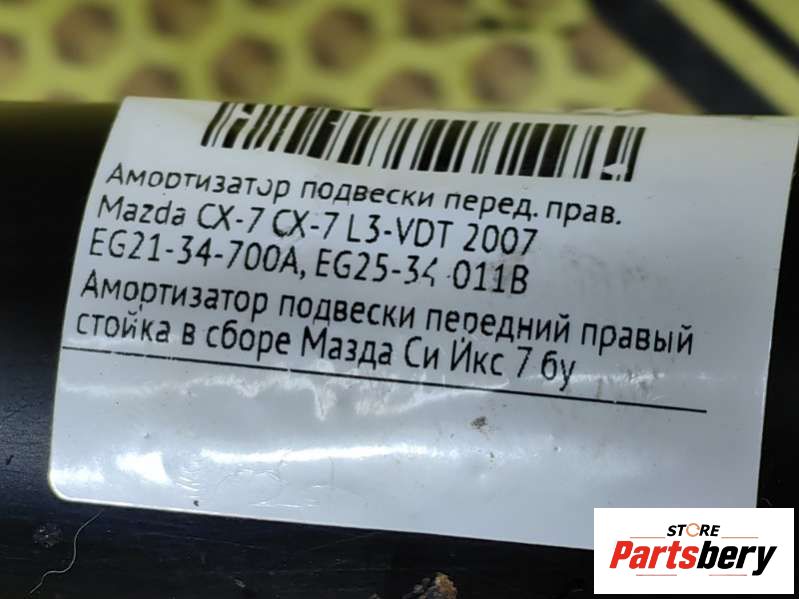 Амортизатор подвески перед. прав.
Mazda CX-7 CX-7 L3-VDT 2007
EG21-34-700A, EG25-34-011B
Амортизатор подвески передний правый
стойка в сборе Мазда Си Икс 7 бу
STORE
Partsbery